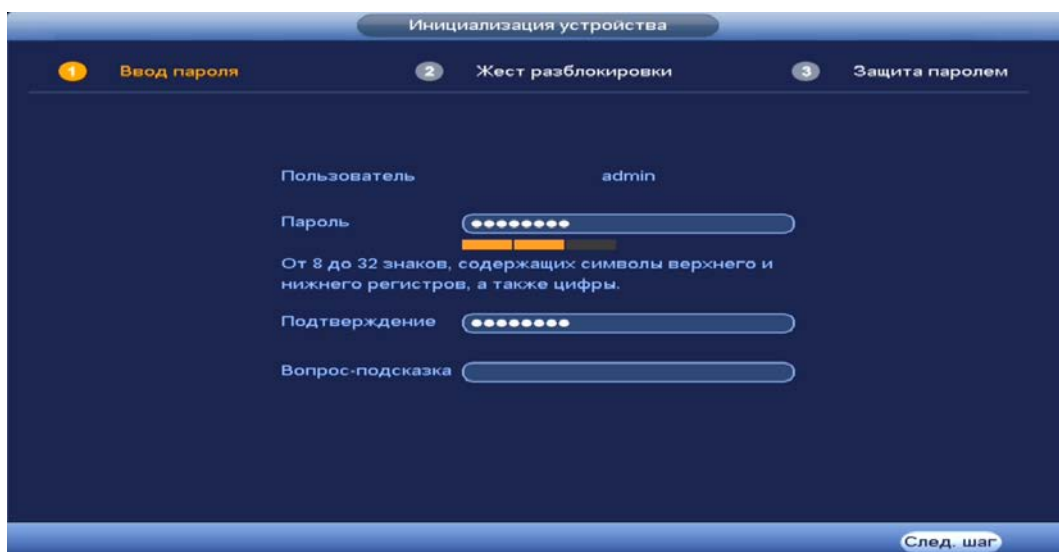 Инициализация устройства
1 Ввод пароля 2 Жест разблокировки 3 Защита паролем
Пользователь admin
Пароль
От 8 до 32 знаков, содержащих символы верхнего и
нижнего регистров, а также цифры.
Подтверждение
Вопрос-подсказка
След. шаг